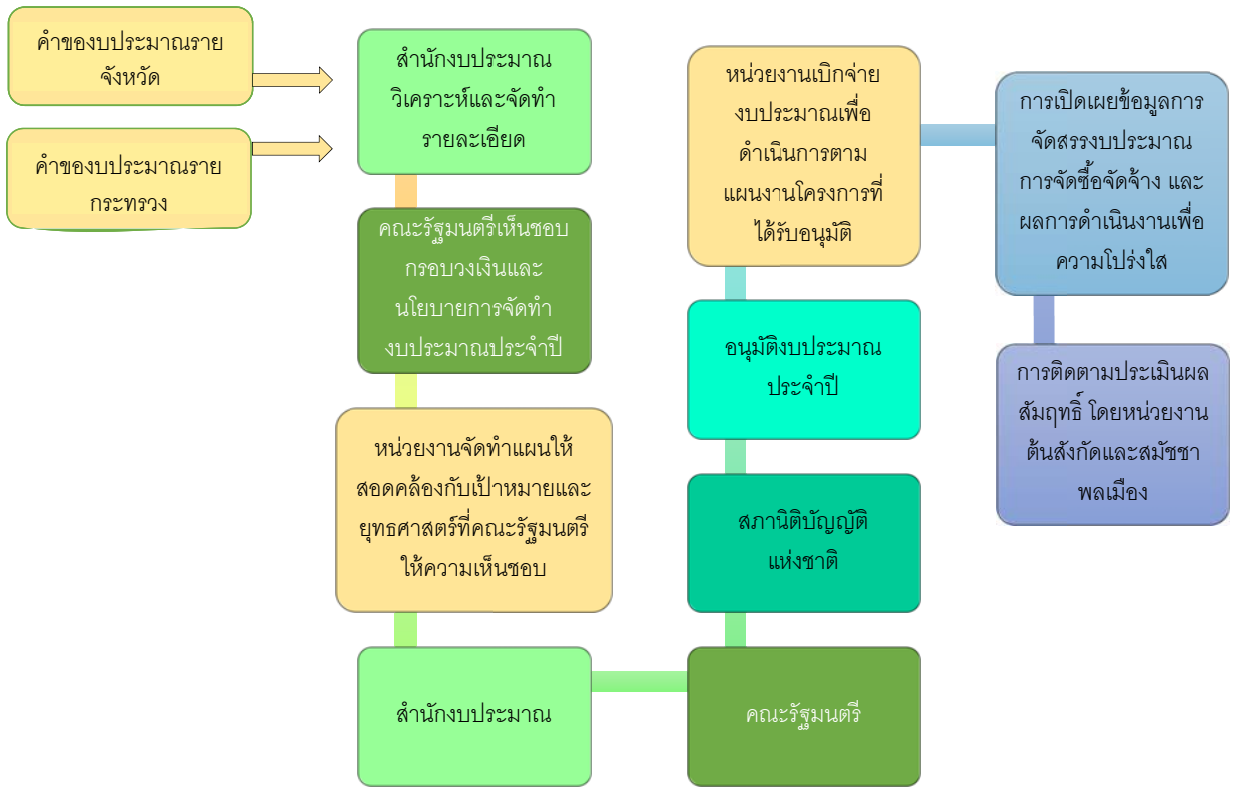 คำของบประมาณราย
จังหวัด
คำของบประมาณราย
กระทรวง
สำนักงบประมาณ
วิเคราะห์และจัดทำ
รายละเอียด
คณะรัฐมนตรีเห็นชอบ
กรอบวงเงินและ
นโยบายการจัดทำ
งบประมาณประจำปี
หน่วยงานจัดทำแผนให้
สอดคล้องกับเป้าหมายและ
ยุทธศาสตร์ที่คณะรัฐมนตรี
ให้ความเห็นชอบ
สำนักงบประมาณ
คณะรัฐมนตรี
สภานิติบัญญัติ
แห่งชาติ
อนุมัติงบประมาณ
ประจำปี
หน่วยงานเบิกจ่าย
งบประมาณเพื่อ
ดำเนินการตาม
แผนงานโครงการที่
ได้รับอนุมัติ
การเปิดเผยข้อมูลการ
จัดสรรงบประมาณ
การจัดซื้อจัดจ้าง และ
ผลการดำเนินงานเพื่อ
ความโปร่งใส
การติดตามประเมินผล
สัมฤทธิ์ โดยหน่วยงาน
ต้นสังกัดและสมัชชา
พลเมือง